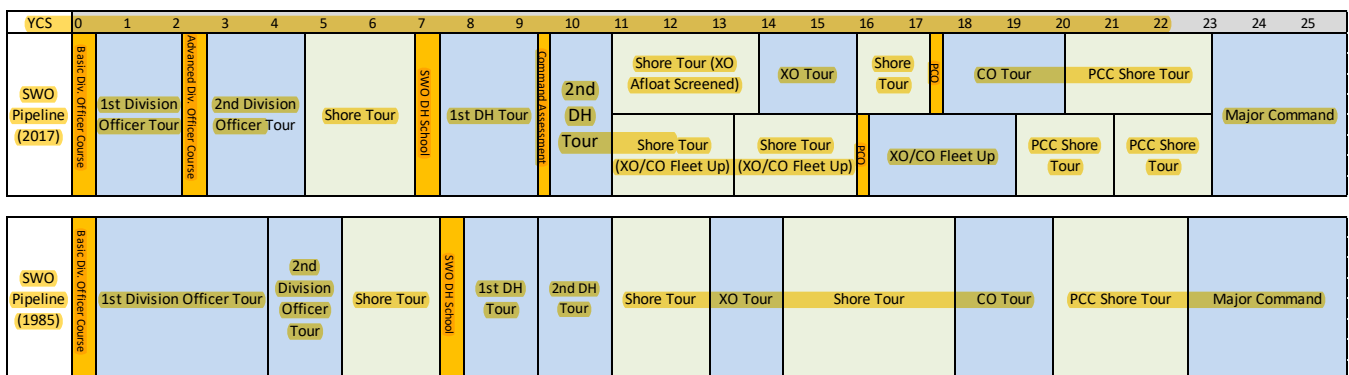 YCS 0 1 2 3 4 5 6 7 8 9 10 11 12 13 14 15 16 17 18 19 20 21 22 23 24 25
SWO
Pipeline
(2017)
Basic Div. Officer Course
1st Division
Officer Tour
Advanced Div. Officer Course
2nd Division
Officer Tour
Shore Tour
SWO DH School
1st DH Tour
Command Assessment
2nd
DH
Tour
Shore Tour (XO
Afloat Screened)
XO Tour
Shore
Tour
PCO
CO Tour
PCC Shore Tour
Shore Tour
(XO/CO Fleet Up)
Shore Tour
(XO/CO Fleet Up)
PCO
XO/CO Fleet Up
PCC Shore
Tour
PCC Shore
Tour
Major Command
SWO
Pipeline
(1985)
Basic Div. Officer Course
1st Division Officer Tour
2nd
Division
Officer
Tour
Shore Tour
SWO DH School
1st DH
Tour
2nd DH
Tour
Shore Tour
XO Tour
Shore Tour
CO Tour
PCC Shore Tour
Major Command